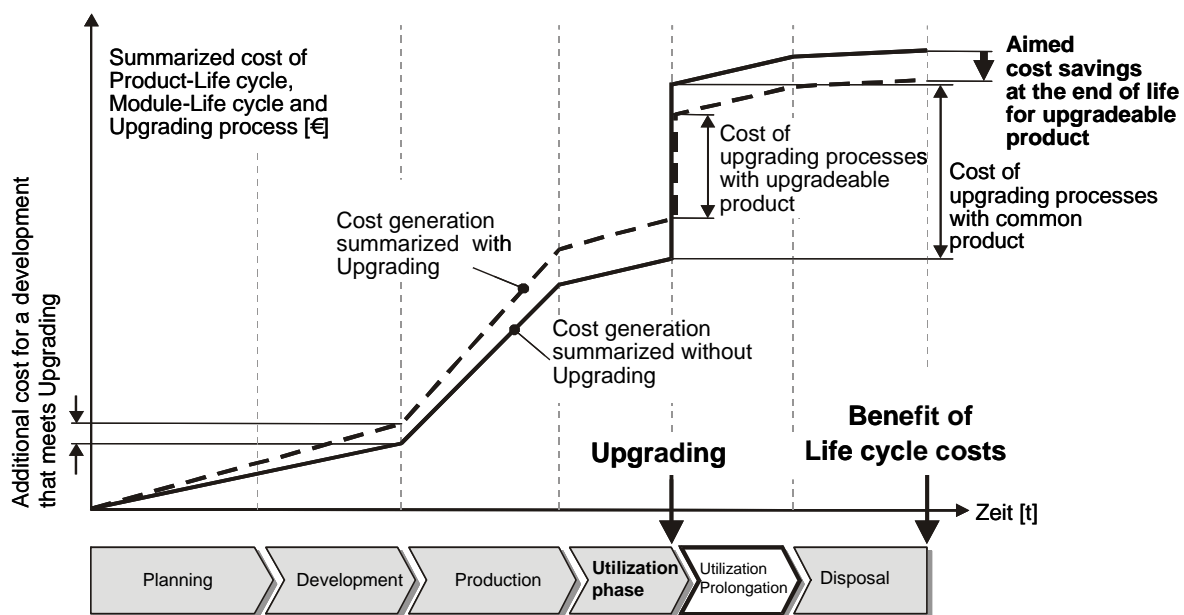 Summarized cost of
Product-Life cycle,
Module-Life cycle and
Upgrading process [€]
Aimed
cost savings
at the end of life
for upgradeable
product
Cost of
upgrading processes
with upgradeable
product
Cost of
upgrading processes
with common
product
Cost generation
summarized with
Upgrading
Cost generation
summarized without
Upgrading
Additional cost for a development
that meets Upgrading
Upgrading
Benefit of
Life cycle costs
Zeit [t]
Planning
Development
Production
Utilization
phase
Utilization
Prolongation
Disposal